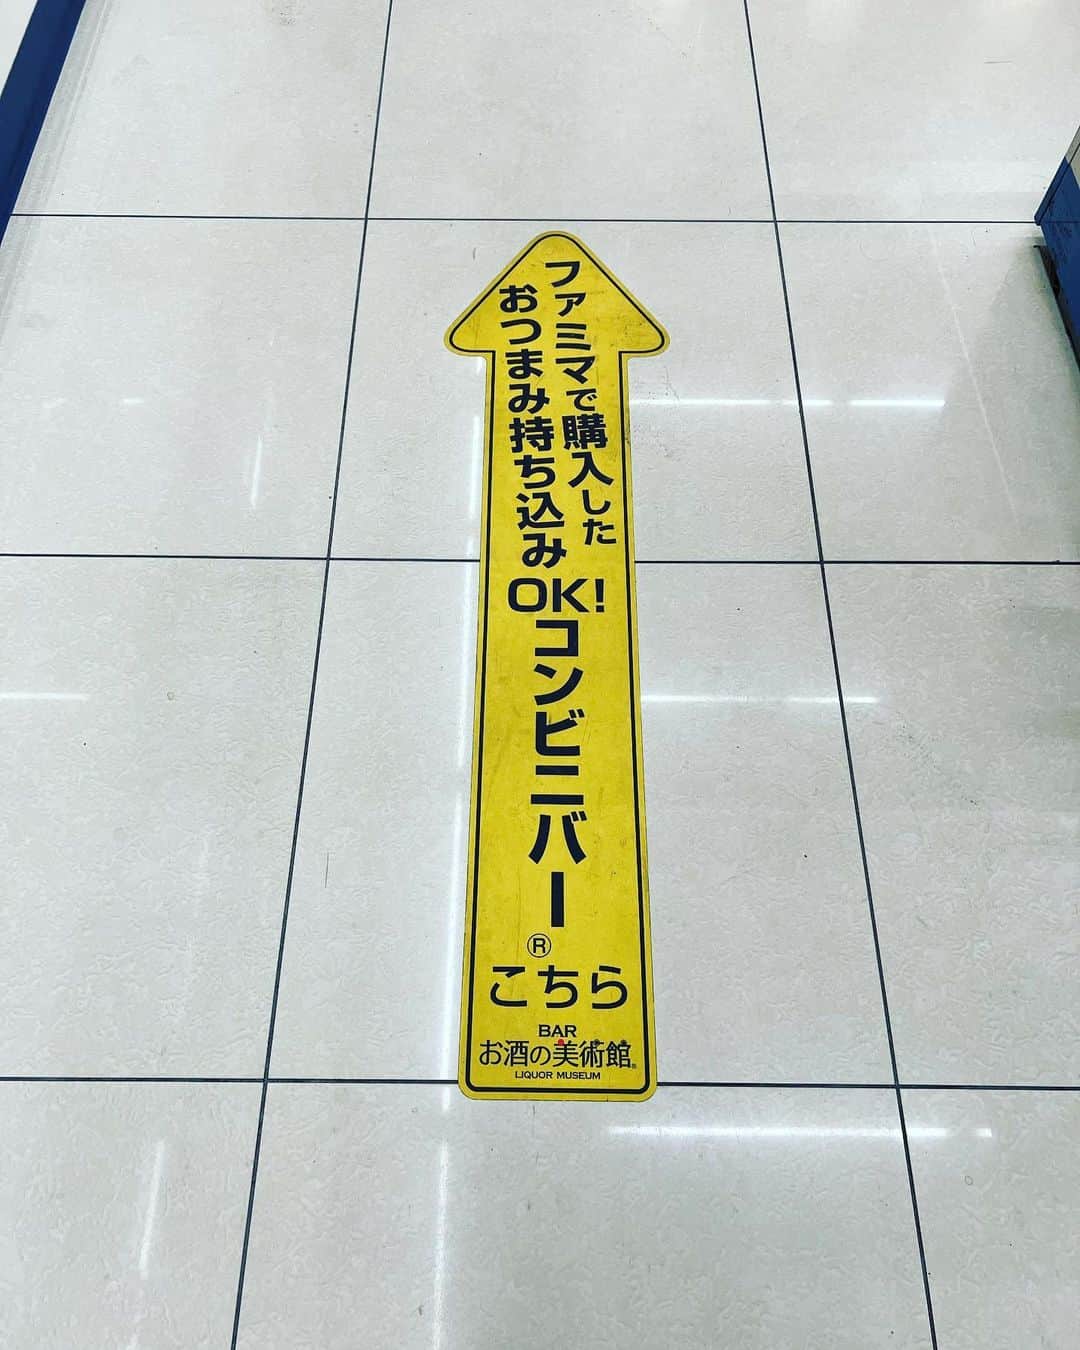 ファミマで購入した
おつまみ持ち込み
OK!
コンビニバー®
こちら
BAR
お酒の美術館®
LIQUOR MUSEUM